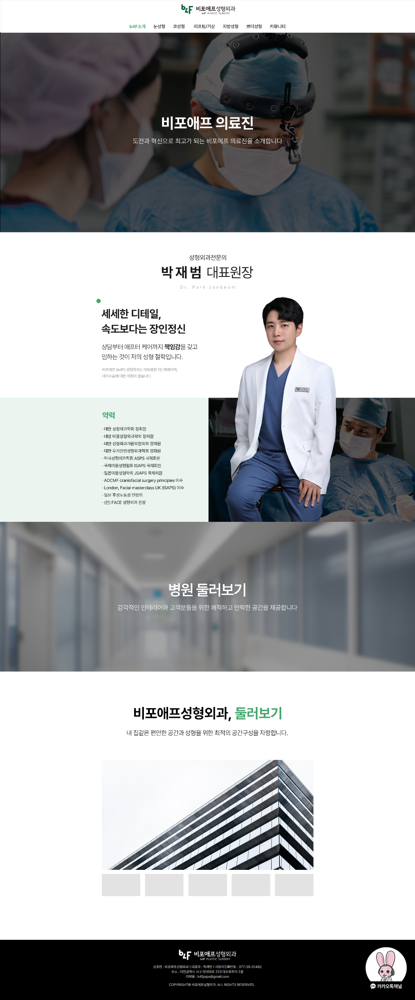 b4F 비포애프성형외과
b4F PLASTIC SURGERY
b4F소개 눈성형 코성형 리프팅/거상 지방성형 쁘띠성형 커뮤니티
비포애프 의료진
도전과 혁신으로 최고가 되는 비포애프 의료진을 소개합니다
성형외과전문의
박재범 대표원장
Dr. Park Jaebeom
세세한 디테일,
속도보다는 장인정신
상담부터 애프터 케어까지 책임감을 갖고
임하는 것이 저의 성형 철학입니다.
비포애프 (b4F) 성형외과는 대표원장 1인 체제이며,
대리수술에 대한 걱정이 없습니다.
약력
· 대한 성형외과학회 정회원
· 대한 미용성형외과학회 정회원
· 대한 성형외과개원의협의회 정회원
· 대한 두개안면성형외과학회 정회원
· 미국성형외과학회 ASPS 국제회원
· 국제미용성형협회 ISAPS 국제회원
· 일본미용성형학회 JSAPS 국제회원
· AOCMF craniofacial surgery principles 이수
· London, Facial masterclass UK (ISAPS) 이수
· 일본 후생노동성 인정의
· (전) FACE 성형외과 원장
병원 둘러보기
감각적인 인테리어와 고객분들을 위한 쾌적하고 안락한 공간을 제공합니다
비포애프성형외과, 둘러보기
내 집같은 편안한 공간과 성형을 위한 최적의 공간구성을 자랑합니다.
b4F 비포애프성형외과
b4F PLASTIC SURGERY
상호명 : 비포애프성형외과 | 대표자 : 박재범 | 사업자등록번호 : 377-35-01482
주소 : 대전광역시 서구 대덕대로 223 대우토피아 2층
이메일 : b4fpsps@gmail.com
COPYRIGHT© 비포애프성형외과. ALL RIGHTS RESERVED.
Ch 카카오톡채널